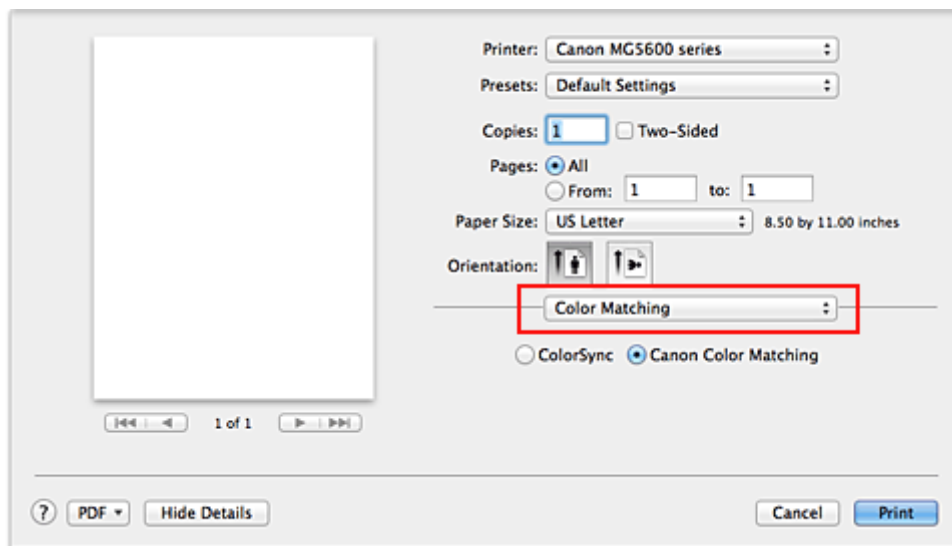 Printer: Canon MG5600 series
Presets: Default Settings
Copies: 1 Two-Sided
Pages: All
From: 1 to: 1
Paper Size: US Letter 8.50 by 11.00 inches
Orientation:
Color Matching
ColorSync Canon Color Matching
1 of 1
? PDF Hide Details Cancel Print